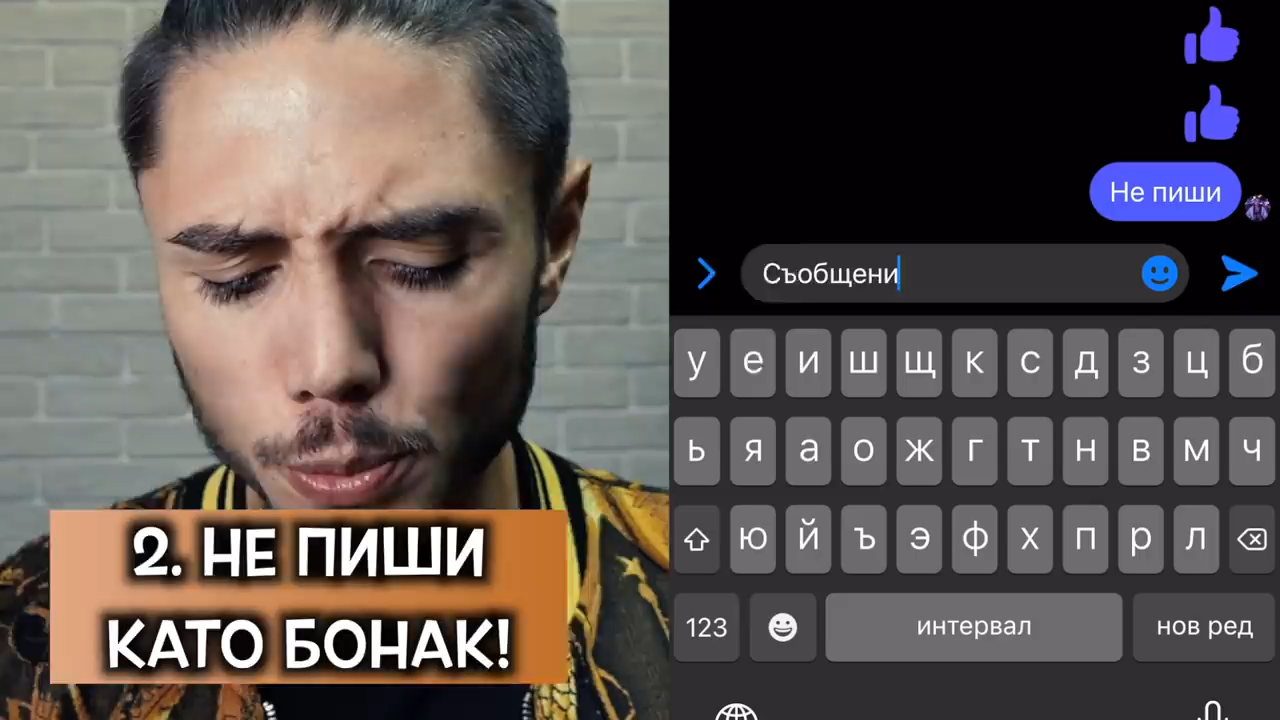 2. НЕ ПИШИ
КАТО БОНАК!
Не пиши
Съобщени
у е и ш щ к с д з ц б
ь я а о ж г т н в м ч
ю й ъ э ф х п р л
123 интервал нов ред